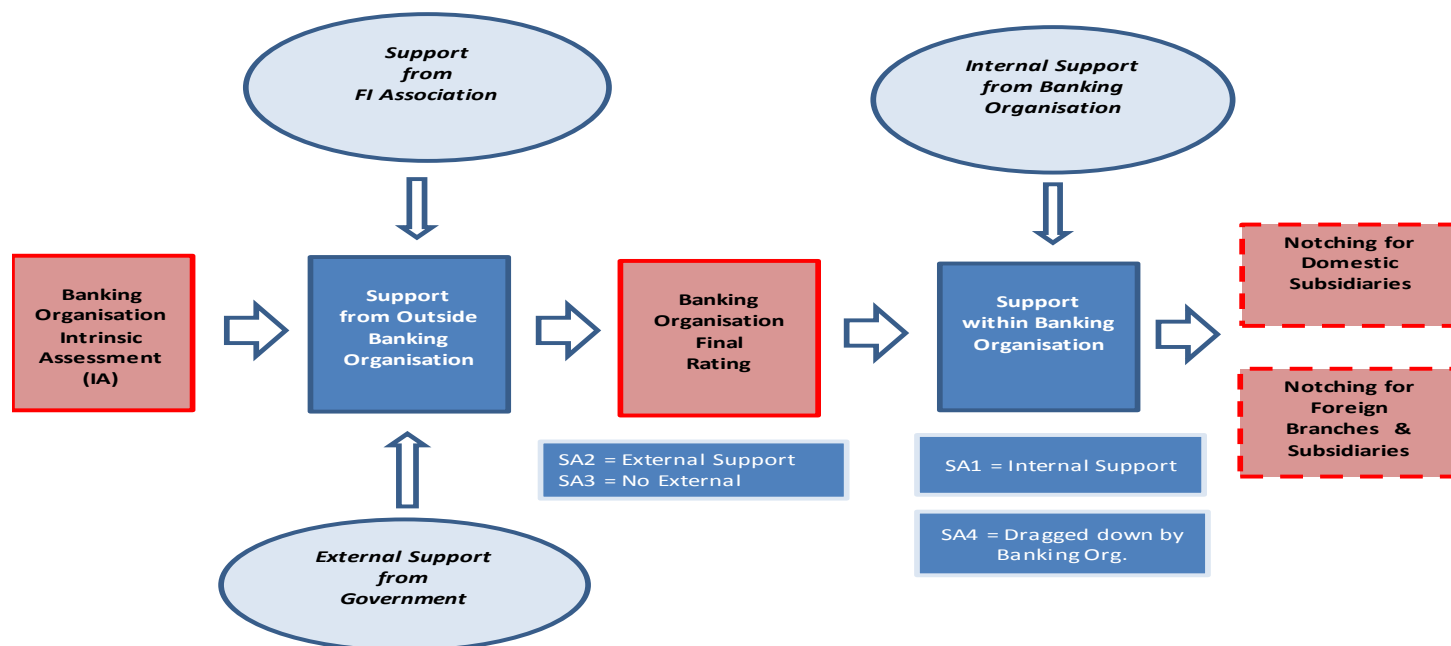 Support
from
FI Association
Internal Support
from Banking
Organisation
Banking
Organisation
Intrinsic
Assessment
(IA)
Support
from Outside
Banking
Organisation
Banking
Organisation
Final
Rating
Support
within Banking
Organisation
Notching for
Domestic
Subsidiaries
Notching for
Foreign
Branches &
Subsidiaries
SA2 = External Support
SA3 = No External
SA1 = Internal Support
SA4 = Dragged down by
Banking Org.
External Support
from
Government